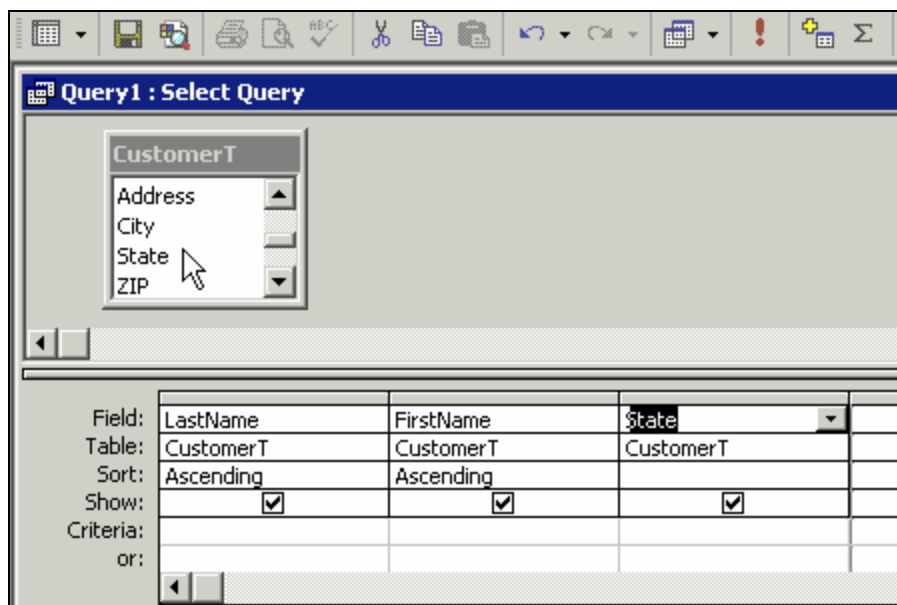 ABC
Σ
Query1 : Select Query
CustomerT
Address
City
State
ZIP
Field: LastName FirstName State
Table: CustomerT CustomerT CustomerT
Sort: Ascending Ascending
Show:
Criteria:
or: